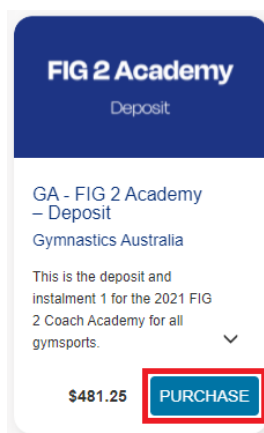 FIG 2 Academy
Deposit
GA - FIG 2 Academy
– Deposit
Gymnastics Australia
This is the deposit and
instalment 1 for the 2021 FIG
2 Coach Academy for all
gymsports.
$481.25 PURCHASE